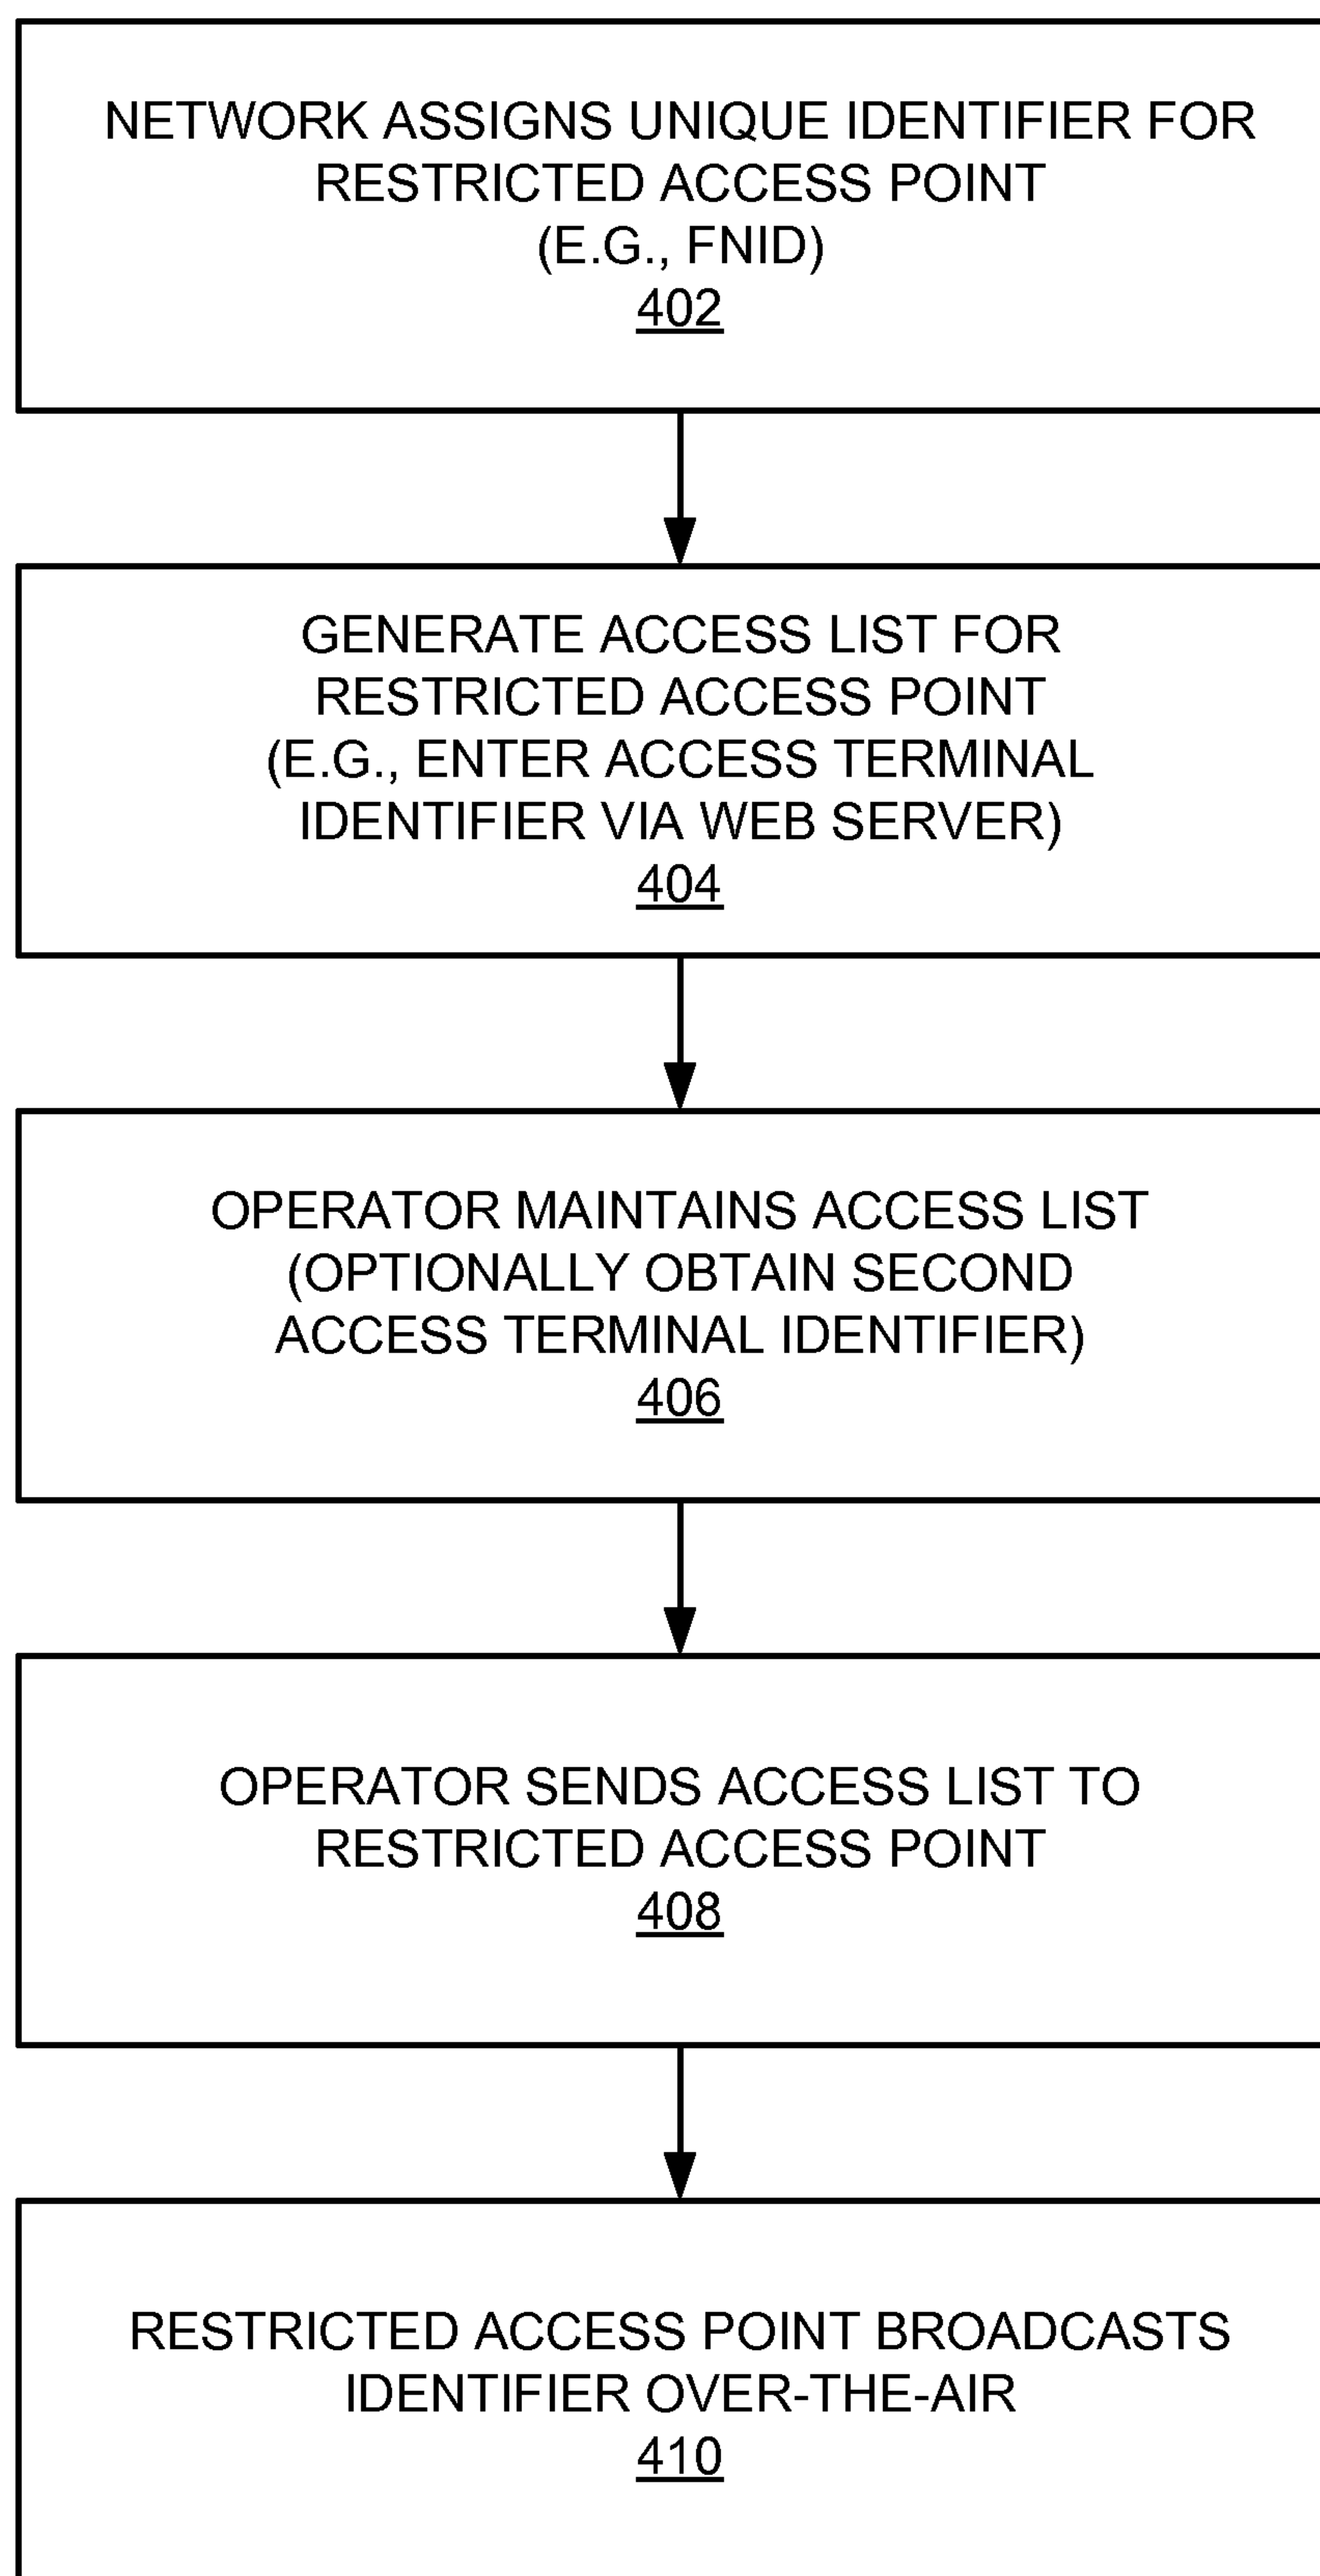 NETWORK ASSIGNS UNIQUE IDENTIFIER FOR
RESTRICTED ACCESS POINT
(E.G., FNID)
402
GENERATE ACCESS LIST FOR
RESTRICTED ACCESS POINT
(E.G., ENTER ACCESS TERMINAL
IDENTIFIER VIA WEB SERVER)
404
OPERATOR MAINTAINS ACCESS LIST
(OPTIONALLY OBTAIN SECOND
ACCESS TERMINAL IDENTIFIER)
406
OPERATOR SENDS ACCESS LIST TO
RESTRICTED ACCESS POINT
408
RESTRICTED ACCESS POINT BROADCASTS
IDENTIFIER OVER-THE-AIR
410